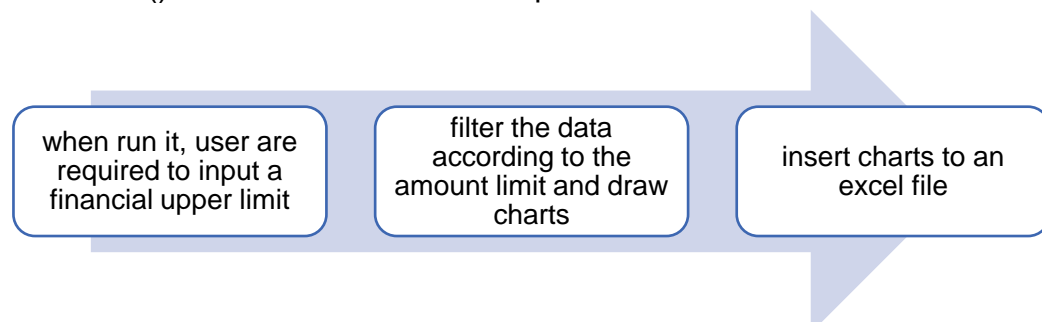 ()
when run it, user are
required to input a
financial upper limit
filter the data
according to the
amount limit and draw
charts
insert charts to an
excel file